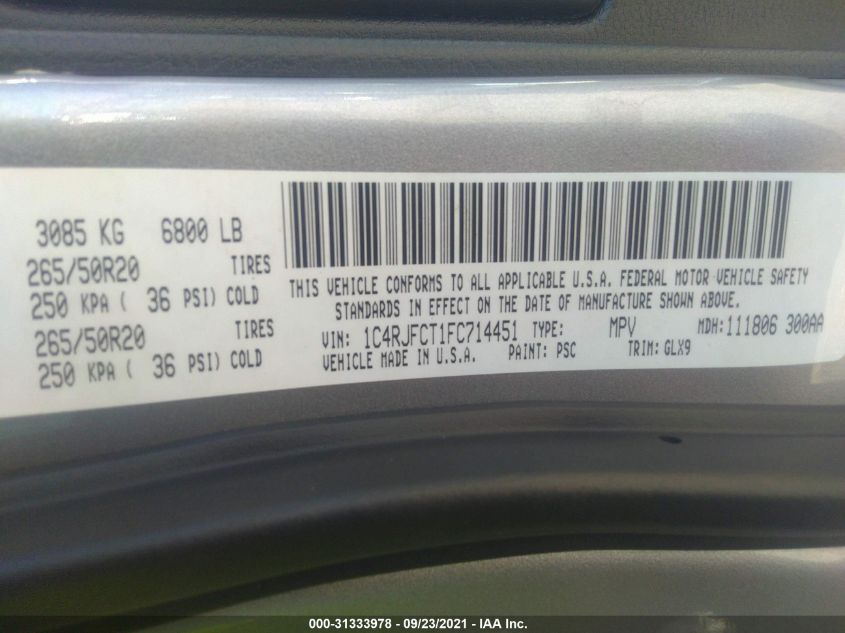 3085 KG 6800 LB
265/50R20 TIRES
250 KPA ( 36 PSI) COLD
265/50R20 TIRES
250 KPA ( 36 PSI) COLD
THIS VEHICLE CONFORMS TO ALL APPLICABLE U.S.A. FEDERAL MOTOR VEHICLE SAFETY
STANDARDS IN EFFECT ON THE DATE OF MANUFACTURE SHOWN ABOVE.
VIN: 1C4RJFCT1FC714451 TYPE: MPV MDH: 111806 300AA
VEHICLE MADE IN U.S.A. PAINT: PSC TRIM: GLX9
000-31333978 - 09/23/2021 - IAA Inc.